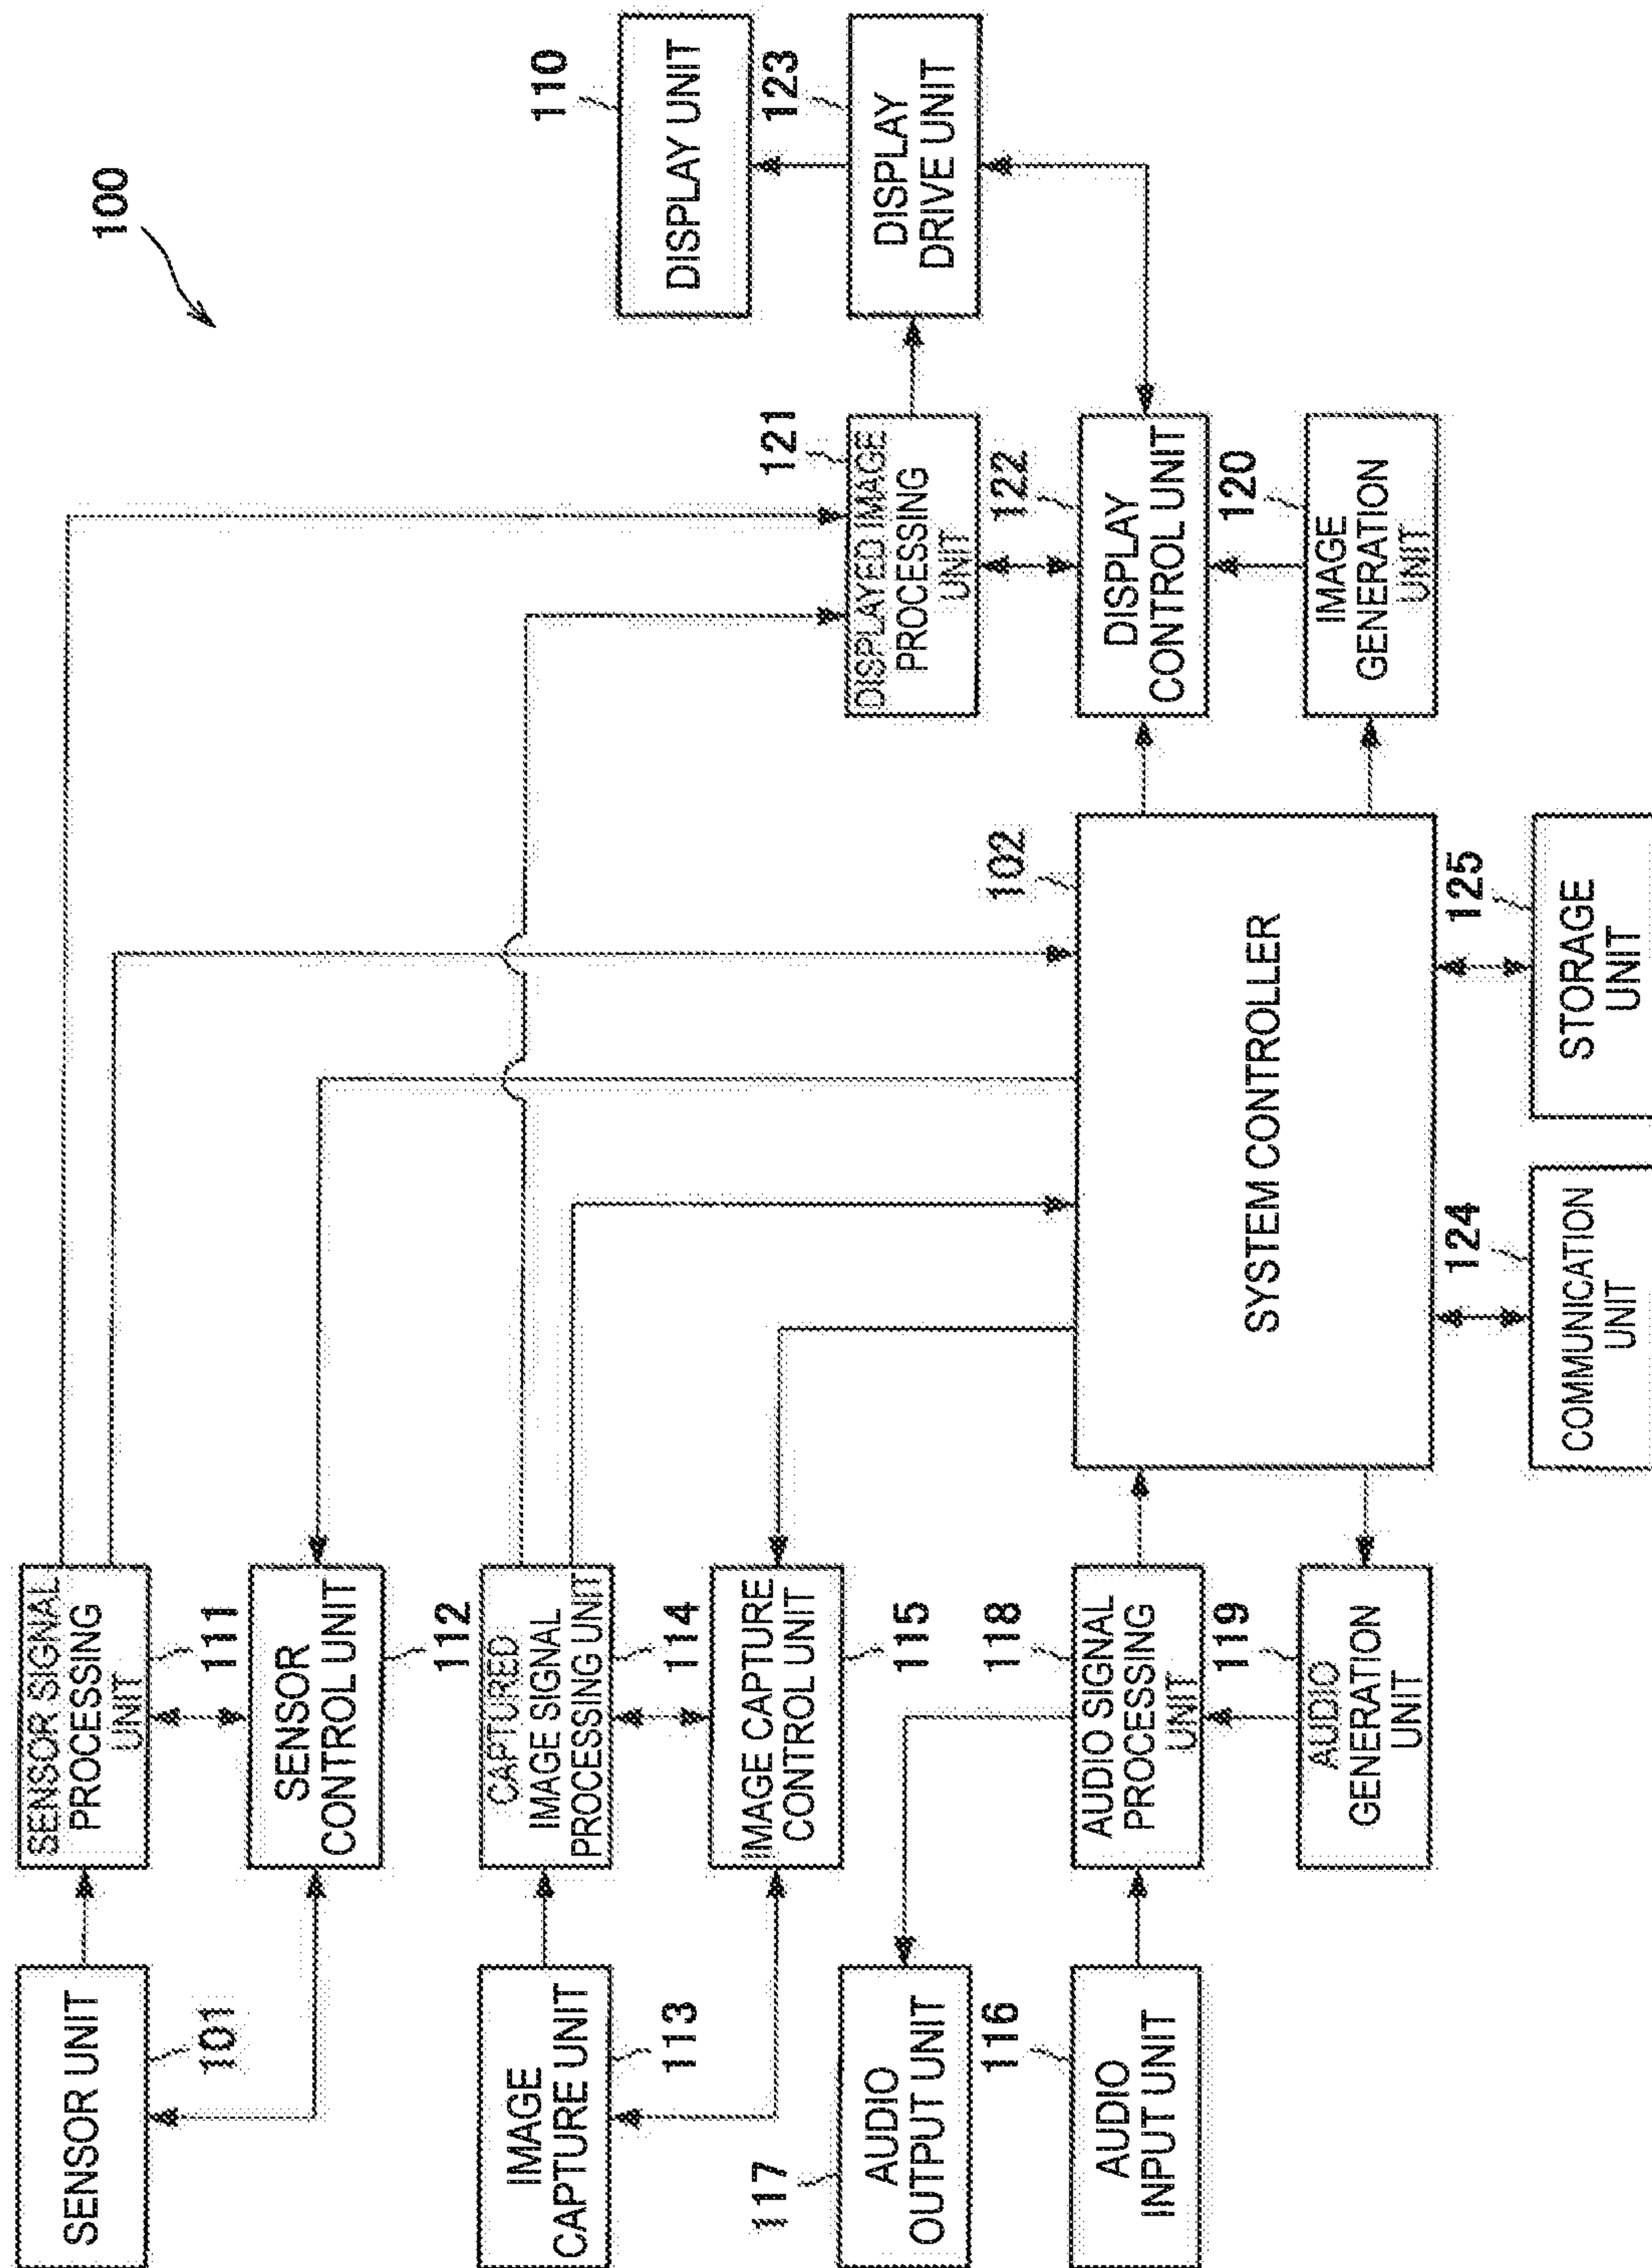 100
SENSOR UNIT
101
SENSOR SIGNAL
PROCESSING
UNIT
111
SENSOR
CONTROL UNIT
112
IMAGE
CAPTURE UNIT
113
CAPTURED
IMAGE SIGNAL
PROCESSING UNIT
114
IMAGE CAPTURE
CONTROL UNIT
115
117
AUDIO
OUTPUT UNIT
116
AUDIO
INPUT UNIT
118
AUDIO SIGNAL
PROCESSING
UNIT
119
AUDIO
GENERATION
UNIT
102
SYSTEM CONTROLLER
124
COMMUNICATION
UNIT
125
STORAGE
UNIT
121
DISPLAYED IMAGE
PROCESSING
UNIT
122
DISPLAY
CONTROL UNIT
120
IMAGE
GENERATION
UNIT
110
DISPLAY UNIT
123
DISPLAY
DRIVE UNIT